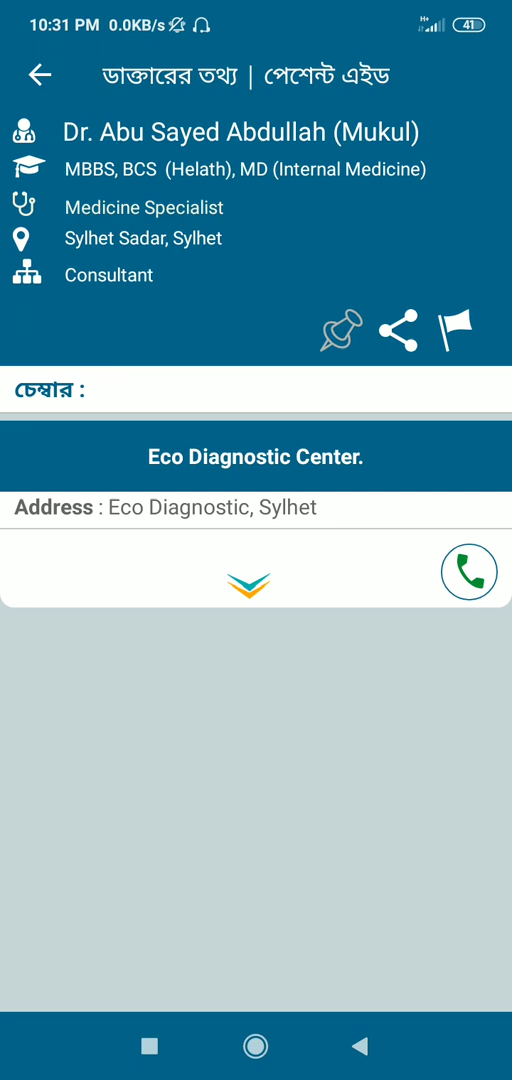 10:31 PM 0.0KB/s H+ 41
ডাক্তারের তথ্য | পেশেন্ট এইড
Dr. Abu Sayed Abdullah (Mukul)
MBBS, BCS (Helath), MD (Internal Medicine)
Medicine Specialist
Sylhet Sadar, Sylhet
Consultant
চেম্বার :
Eco Diagnostic Center.
Address : Eco Diagnostic, Sylhet